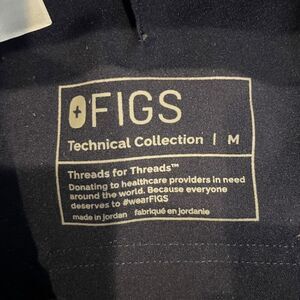 FIGS
Technical Collection | M
Threads for Threads™
Donating to healthcare providers in need
around the world. Because everyone
deserves to #wearFIGS
made in jordan fabriqué en jordanie